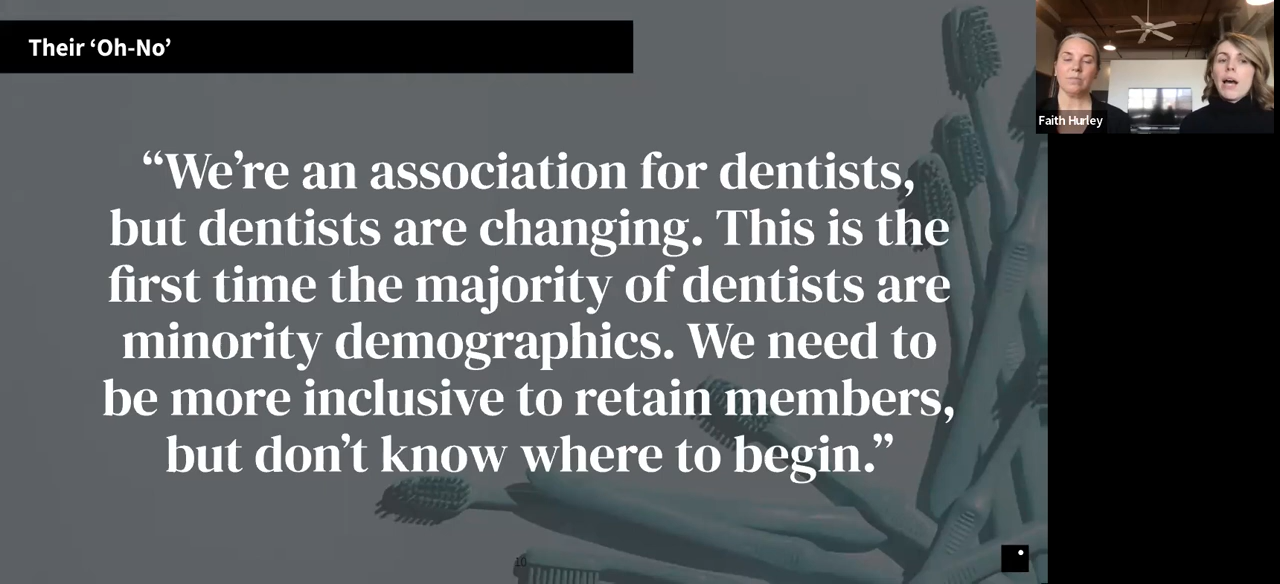 Their ‘Oh-No’
“We’re an association for dentists,
but dentists are changing. This is the
first time the majority of dentists are
minority demographics. We need to
be more inclusive to retain members,
but don’t know where to begin.”
10
Faith Hurley